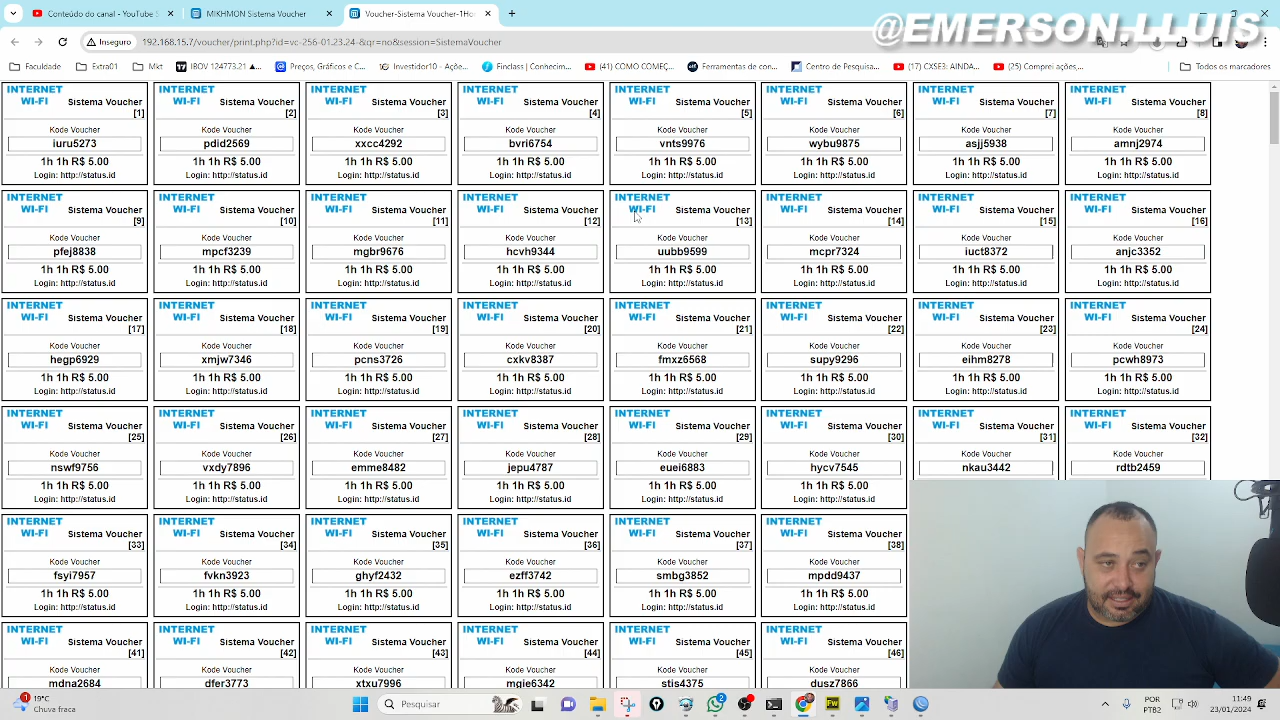 Conteúdo do canal - YouTube S
MIKHMON Voucher
Voucher-Sistema Voucher-1Ho
@EMERSON.LLUIS
Inseguro
192.168.15.7/voucher/print.php?id=vc-256-01.23.24-&qr=no&session=SistemaVoucher
Faculdade
Extra01
Mkt
IBOV 124773.21 ▲...
Preços, Gráficos e C...
Investidor10 - Ações...
Finclass | Conhecim...
(41) COMO COMEÇ...
Ferramentas de con...
Centro de Pesquisa...
(17) CXSE3: AINDA...
(25) Comprei ações,...
Todos os marcadores
INTERNET INTERNET INTERNET INTERNET INTERNET INTERNET INTERNET INTERNET
WI-FI Sistema Voucher WI-FI Sistema Voucher WI-FI Sistema Voucher WI-FI Sistema Voucher WI-FI Sistema Voucher WI-FI Sistema Voucher WI-FI Sistema Voucher WI-FI Sistema Voucher
[1] [2] [3] [4] [5] [6] [7] [8]
Kode Voucher Kode Voucher Kode Voucher Kode Voucher Kode Voucher Kode Voucher Kode Voucher Kode Voucher
iuru5273 pdid2569 xxcc4292 bvri6754 vnts9976 wybu9875 asjj5938 amnj2974
1h 1h R$ 5.00 1h 1h R$ 5.00 1h 1h R$ 5.00 1h 1h R$ 5.00 1h 1h R$ 5.00 1h 1h R$ 5.00 1h 1h R$ 5.00 1h 1h R$ 5.00
Login: http://status.id Login: http://status.id Login: http://status.id Login: http://status.id Login: http://status.id Login: http://status.id Login: http://status.id Login: http://status.id
INTERNET INTERNET INTERNET INTERNET INTERNET INTERNET INTERNET INTERNET
WI-FI Sistema Voucher WI-FI Sistema Voucher WI-FI Sistema Voucher WI-FI Sistema Voucher WI-FI Sistema Voucher WI-FI Sistema Voucher WI-FI Sistema Voucher WI-FI Sistema Voucher
[9] [10] [11] [12] [13] [14] [15] [16]
Kode Voucher Kode Voucher Kode Voucher Kode Voucher Kode Voucher Kode Voucher Kode Voucher Kode Voucher
pfej8838 mpcf3239 mgbr9676 hcvh9344 uubb9599 mcpr7324 iuct8372 anjc3352
1h 1h R$ 5.00 1h 1h R$ 5.00 1h 1h R$ 5.00 1h 1h R$ 5.00 1h 1h R$ 5.00 1h 1h R$ 5.00 1h 1h R$ 5.00 1h 1h R$ 5.00
Login: http://status.id Login: http://status.id Login: http://status.id Login: http://status.id Login: http://status.id Login: http://status.id Login: http://status.id Login: http://status.id
INTERNET INTERNET INTERNET INTERNET INTERNET INTERNET INTERNET INTERNET
WI-FI Sistema Voucher WI-FI Sistema Voucher WI-FI Sistema Voucher WI-FI Sistema Voucher WI-FI Sistema Voucher WI-FI Sistema Voucher WI-FI Sistema Voucher WI-FI Sistema Voucher
[17] [18] [19] [20] [21] [22] [23] [24]
Kode Voucher Kode Voucher Kode Voucher Kode Voucher Kode Voucher Kode Voucher Kode Voucher Kode Voucher
hegp6929 xmjw7346 pcns3726 cxkv8387 fmxz6568 supy9296 eihm8278 pcwh8973
1h 1h R$ 5.00 1h 1h R$ 5.00 1h 1h R$ 5.00 1h 1h R$ 5.00 1h 1h R$ 5.00 1h 1h R$ 5.00 1h 1h R$ 5.00 1h 1h R$ 5.00
Login: http://status.id Login: http://status.id Login: http://status.id Login: http://status.id Login: http://status.id Login: http://status.id Login: http://status.id Login: http://status.id
INTERNET INTERNET INTERNET INTERNET INTERNET INTERNET INTERNET INTERNET
WI-FI Sistema Voucher WI-FI Sistema Voucher WI-FI Sistema Voucher WI-FI Sistema Voucher WI-FI Sistema Voucher WI-FI Sistema Voucher WI-FI Sistema Voucher WI-FI Sistema Voucher
[25] [26] [27] [28] [29] [30] [31] [32]
Kode Voucher Kode Voucher Kode Voucher Kode Voucher Kode Voucher Kode Voucher Kode Voucher Kode Voucher
nswf9756 vxdy7896 emme8482 jepu4787 euei6883 hycv7545 nkau3442 rdtb2459
1h 1h R$ 5.00 1h 1h R$ 5.00 1h 1h R$ 5.00 1h 1h R$ 5.00 1h 1h R$ 5.00 1h 1h R$ 5.00
Login: http://status.id Login: http://status.id Login: http://status.id Login: http://status.id Login: http://status.id Login: http://status.id
INTERNET INTERNET INTERNET INTERNET INTERNET INTERNET
WI-FI Sistema Voucher WI-FI Sistema Voucher WI-FI Sistema Voucher WI-FI Sistema Voucher WI-FI Sistema Voucher WI-FI Sistema Voucher
[33] [34] [35] [36] [37] [38]
Kode Voucher Kode Voucher Kode Voucher Kode Voucher Kode Voucher Kode Voucher
fsyi7957 fvkn3923 ghyf2432 ezff3742 smbg3852 mpdd9437
1h 1h R$ 5.00 1h 1h R$ 5.00 1h 1h R$ 5.00 1h 1h R$ 5.00 1h 1h R$ 5.00 1h 1h R$ 5.00
Login: http://status.id Login: http://status.id Login: http://status.id Login: http://status.id Login: http://status.id Login: http://status.id
INTERNET INTERNET INTERNET INTERNET INTERNET INTERNET
WI-FI Sistema Voucher WI-FI Sistema Voucher WI-FI Sistema Voucher WI-FI Sistema Voucher WI-FI Sistema Voucher WI-FI Sistema Voucher
[41] [42] [43] [44] [45] [46]
Kode Voucher Kode Voucher Kode Voucher Kode Voucher Kode Voucher Kode Voucher
mdna2684 dfer3773 xtxu7996 mgie6342 stis4375 dusz7866
19°C
Chuva fraca
Pesquisar
POR
PTB2
11:49
23/01/2024